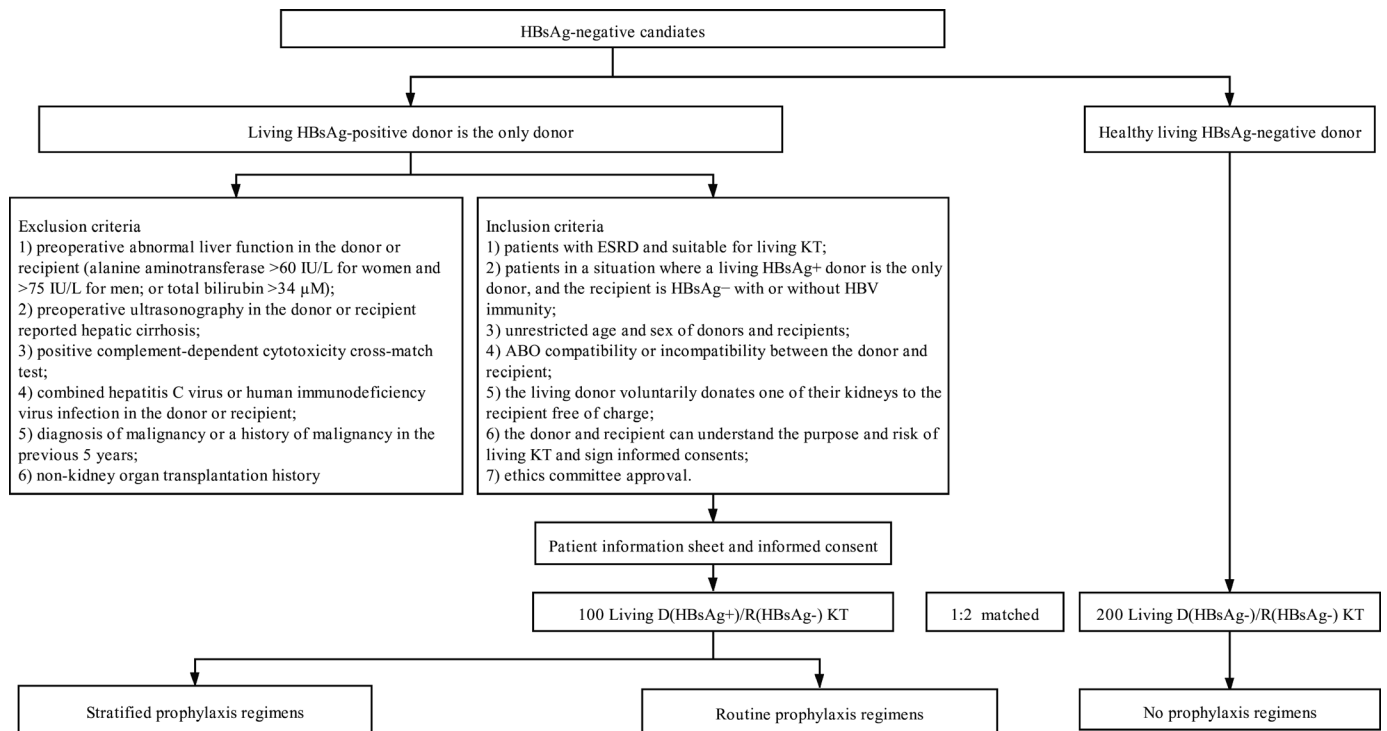 HBsAg-negative candiates
Living HBsAg-positive donor is the only donor
Healthy living HBsAg-negative donor
Exclusion criteria
1) preoperative abnormal liver function in the donor or
recipient (alanine aminotransferase >60 IU/L for women and
>75 IU/L for men; or total bilirubin >34 μM);
2) preoperative ultrasonography in the donor or recipient
reported hepatic cirrhosis;
3) positive complement-dependent cytotoxicity cross-match
test;
4) combined hepatitis C virus or human immunodeficiency
virus infection in the donor or recipient;
5) diagnosis of malignancy or a history of malignancy in the
previous 5 years;
6) non-kidney organ transplantation history
Inclusion criteria
1) patients with ESRD and suitable for living KT;
2) patients in a situation where a living HBsAg+ donor is the only
donor, and the recipient is HBsAg− with or without HBV
immunity;
3) unrestricted age and sex of donors and recipients;
4) ABO compatibility or incompatibility between the donor and
recipient;
5) the living donor voluntarily donates one of their kidneys to the
recipient free of charge;
6) the donor and recipient can understand the purpose and risk of
living KT and sign informed consents;
7) ethics committee approval.
Patient information sheet and informed consent
100 Living D(HBsAg+)/R(HBsAg-) KT
1:2 matched
200 Living D(HBsAg-)/R(HBsAg-) KT
Stratified prophylaxis regimens
Routine prophylaxis regimens
No prophylaxis regimens